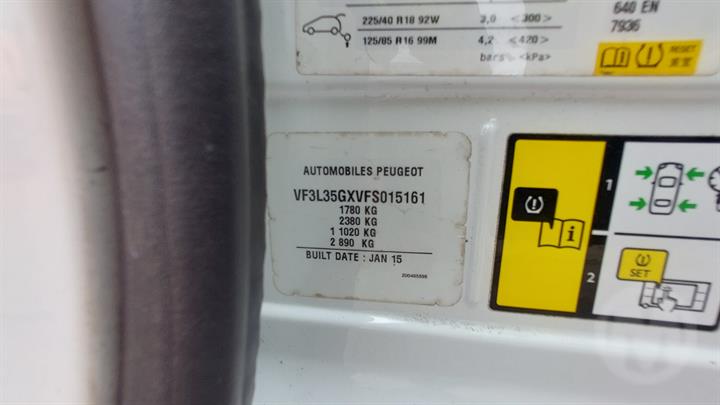 225/40 R18 92W 3,0 <300>
125/85 R16 99M 4,2 <420>
bars <kPa>
640 EN
7936
RESET
AUTOMOBILES PEUGEOT
VF3L35GXVFS015161
1780 KG
2380 KG
1 1020 KG
2 890 KG
BUILT DATE : JAN 15
1
2
SET